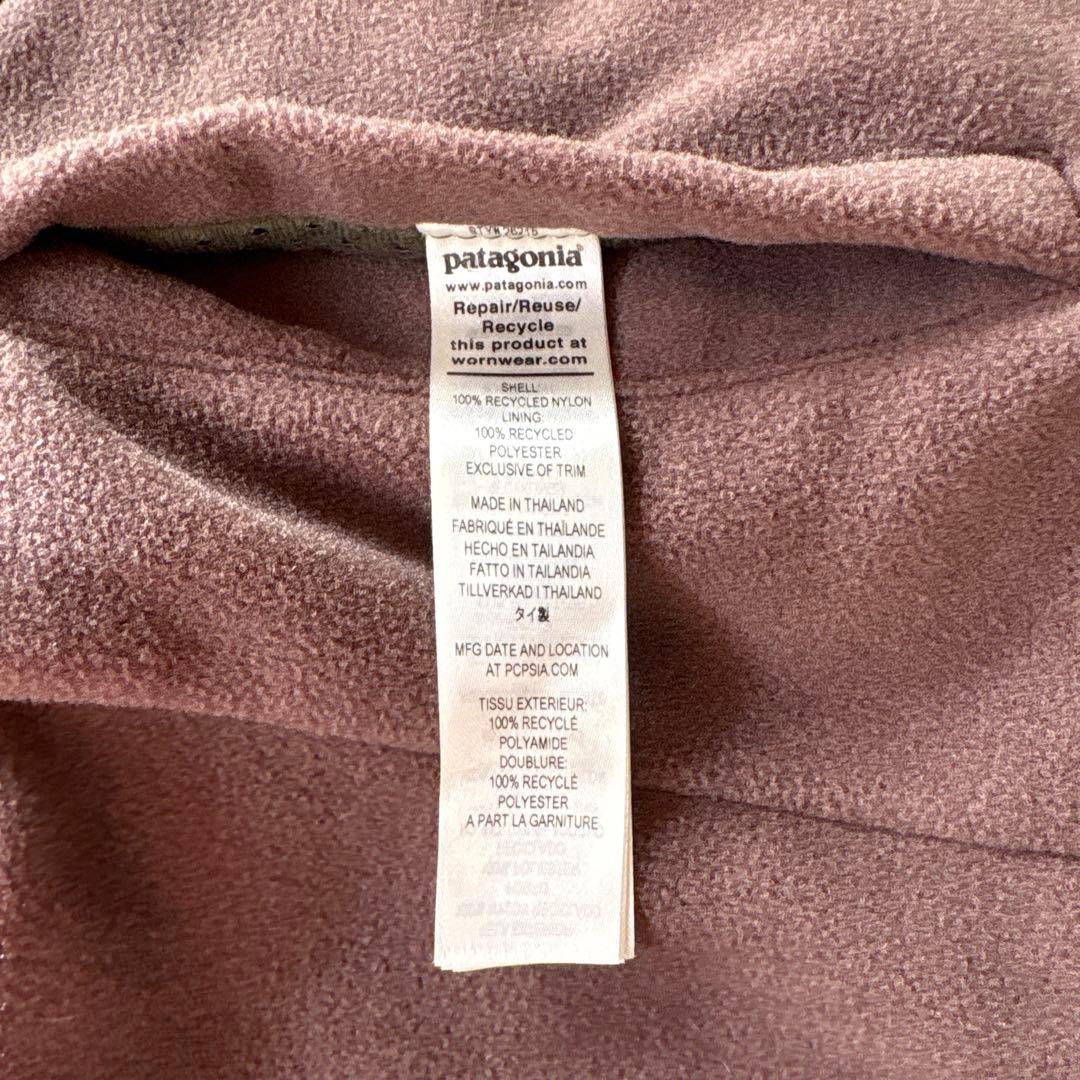 patagonia®
www.patagonia.com
Repair/Reuse/
Recycle
this product at
wornwear.com
SHELL:
100% RECYCLED NYLON
LINING:
100% RECYCLED
POLYESTER
EXCLUSIVE OF TRIM
MADE IN THAILAND
FABRIQUÉ EN THAÏLANDE
HECHO EN TAILANDIA
FATTO IN TAILANDIA
TILLVERKAD I THAILAND
タイ製
MFG DATE AND LOCATION
AT PCPSIA.COM
TISSU EXTERIEUR:
100% RECYCLÉ
POLYAMIDE
DOUBLURE:
100% RECYCLÉ
POLYESTER
A PART LA GARNITURE